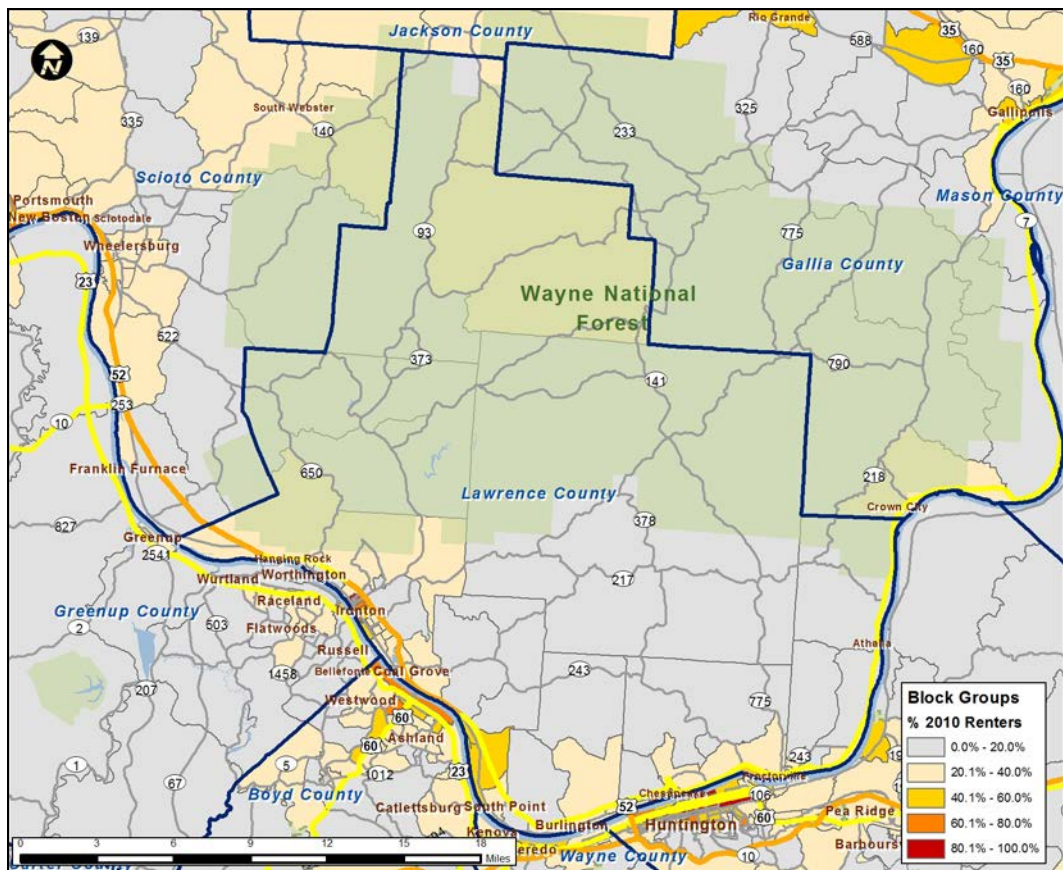 Jackson County
Rio Grande
139
588
35
160
35
N
160
South Webster
Gallipolis
335
140
233
325
Scioto County
Mason County
Portsmouth
New Boston
Sciotodale
7
93
775
Wheelersburg
Gallia County
23
Wayne National
Forest
522
373
790
52
141
253
10
Franklin Furnace
650
218
Lawrence County
Crown City
827
378
Greenup
2541
Hanging Rock
Wurtland
Worthington
217
Raceland
Ironton
Greenup County
503
2
Flatwoods
Athena
Russell
243
1458
Bellefonte
Coal Grove
207
Westwood
775
60
Ashland
60
243
Proctorville
1
5
1012
23
67
Boyd County
Chesapeake
106
Catlettsburg
South Point
52
60
Pea Ridge
Burlington
Huntington
Kenova
Barbours
Wayne County
10
Block Groups
% 2010 Renters
0.0% - 20.0%
20.1% - 40.0%
40.1% - 60.0%
60.1% - 80.0%
80.1% - 100.0%
0 3 6 9 12 18
Miles